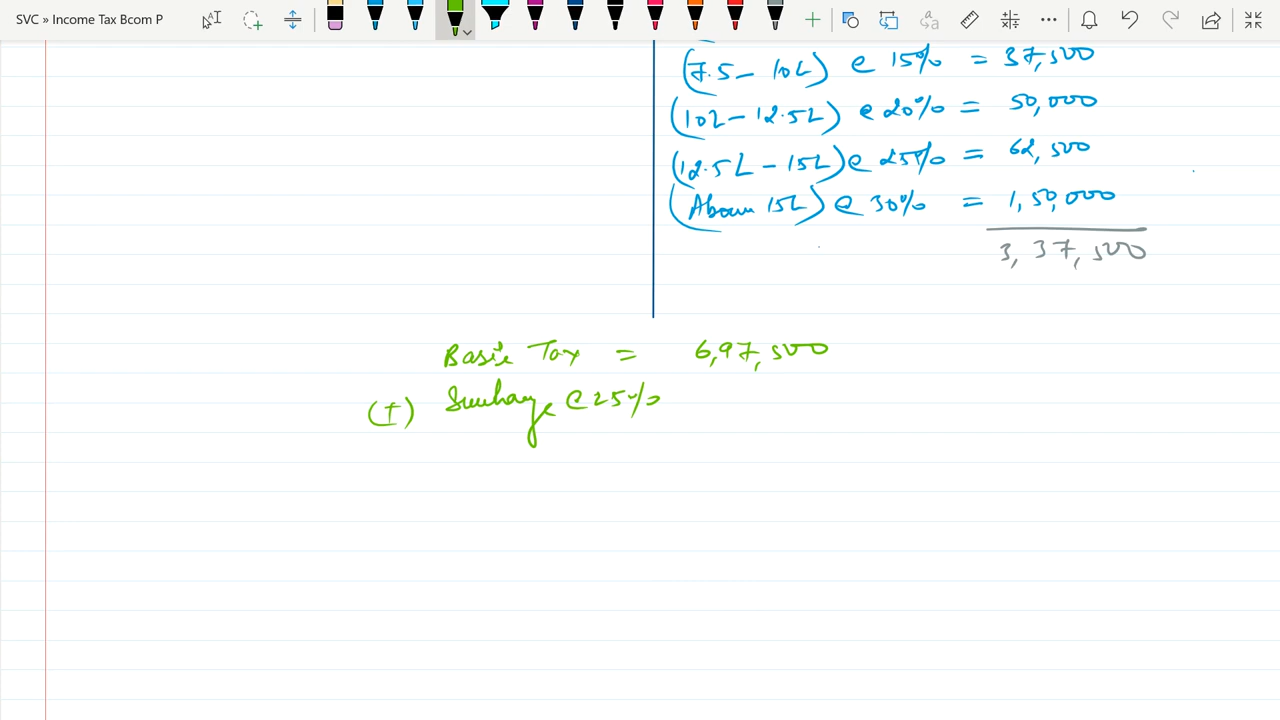 SVC » Income Tax Bcom P
(7.5 - 10L) @ 15% = 37,500
(10L - 12.5L) @ 20% = 50,000
(12.5L - 15L) @ 25% = 62,500
(Above 15L) @ 30% = 1,50,000
3,37,500
Basic Tax = 6,97,500
(+) Surcharge @ 25%